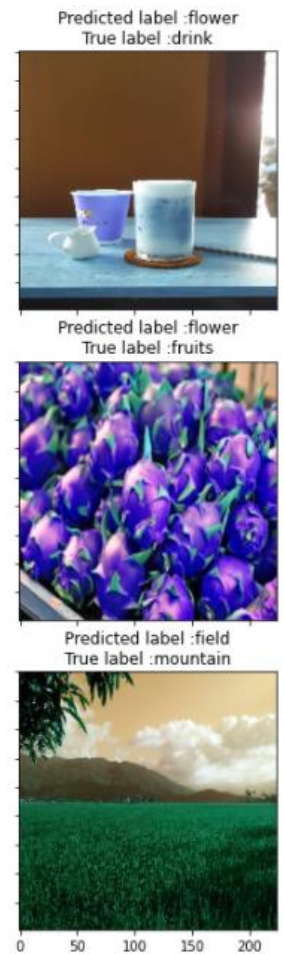 Predicted label :flower
True label :drink
Predicted label :flower
True label :fruits
Predicted label :field
True label :mountain
0 50 100 150 200